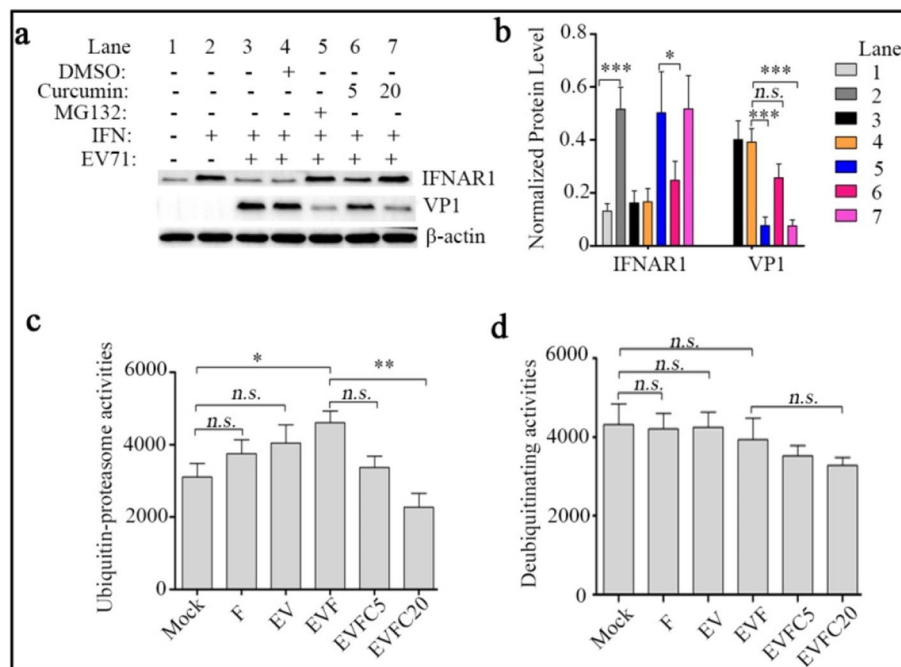 a
Lane 1 2 3 4 5 6 7
DMSO: - - - + - - -
Curcumin: - - - - - 5 20
MG132: - - - - + - -
IFN: - + + + + + +
EV71: - - + + + + +
IFNAR1
VP1
β-actin
b
Normalized Protein Level
0.8
0.6
0.4
0.2
0
*** * *** n.s. ***
IFNAR1 VP1
Lane
1
2
3
4
5
6
7
c
Ubiquitin-proteasome activities
6000
4000
2000
0
* **
n.s. n.s.
n.s.
Mock F EV EVF EVFC5 EVFC20
d
Deubiquitinating activities
6000
4000
2000
0
n.s.
n.s.
n.s. n.s.
Mock F EV EVF EVFC5 EVFC20